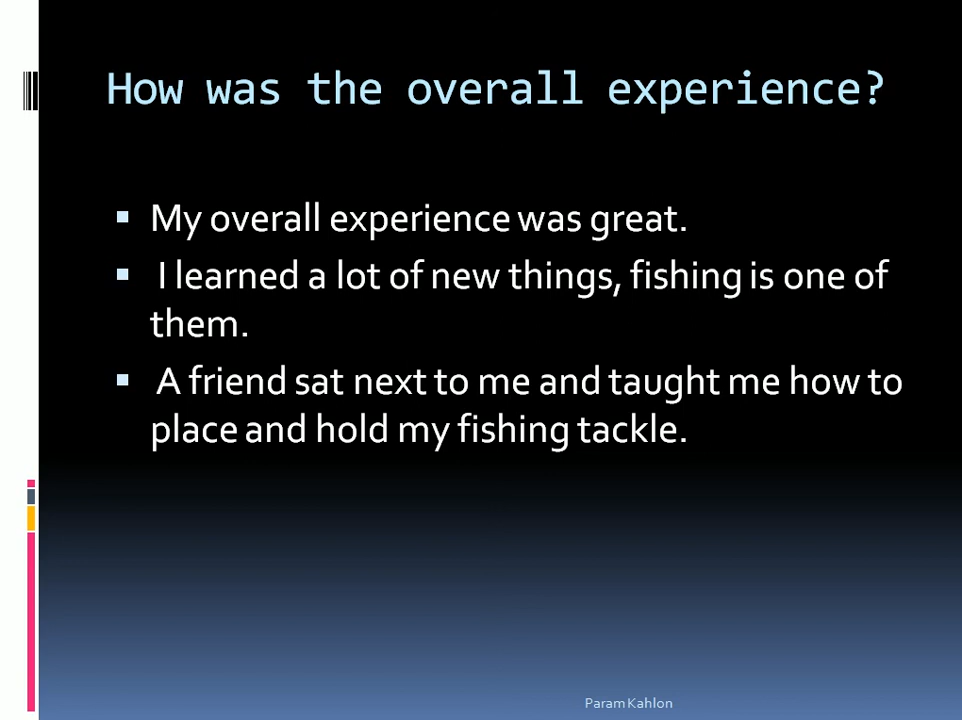 How was the overall experience?
▪ My overall experience was great.
▪ I learned a lot of new things, fishing is one of
them.
▪ A friend sat next to me and taught me how to
place and hold my fishing tackle.
Param Kahlon